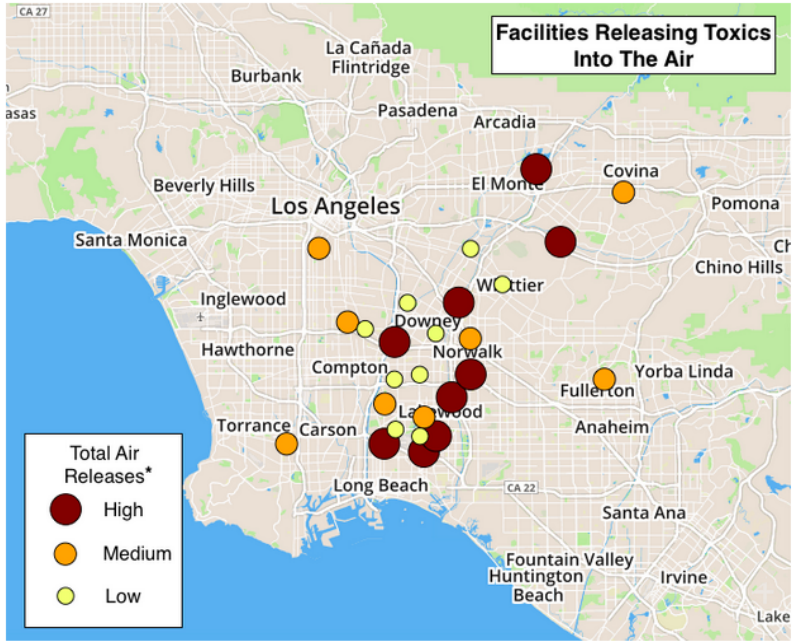 CA 27
Facilities Releasing Toxics
Into The Air
La Cañada
Flintridge
Burbank
asas
Pasadena
Arcadia
El Monte
Covina
Beverly Hills
Los Angeles
Pomona
Santa Monica
Ch
Chino Hills
Whittier
Inglewood
Downey
Hawthorne
Norwalk
Compton
Yorba Linda
Fullerton
Lakewood
Torrance
Carson
Anaheim
Total Air
Releases*
High
Medium
Low
Long Beach
CA 22
Santa Ana
Fountain Valley
Huntington
Beach
Irvine
Lake